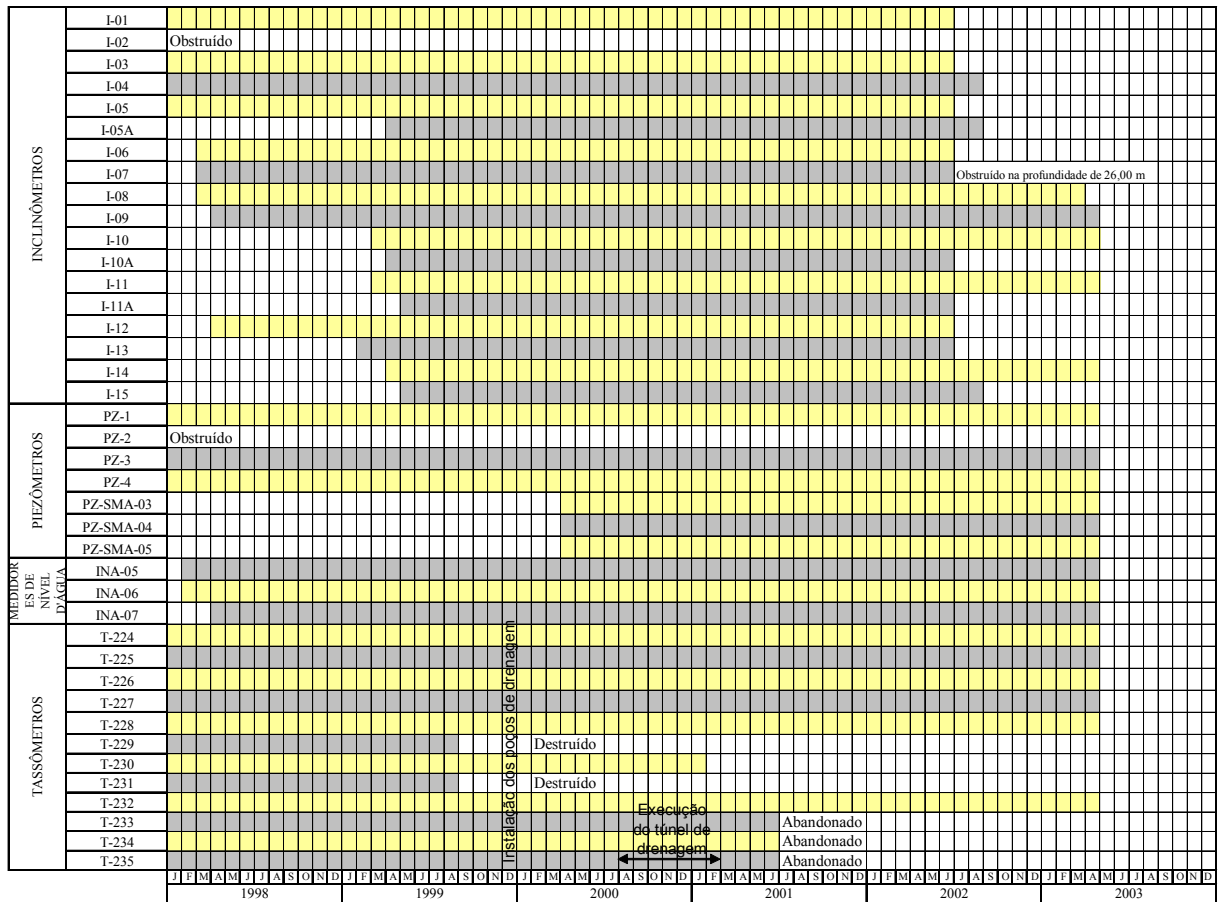 INCLINÔMETROS
I-01
I-02 Obstruído
I-03
I-04
I-05
I-05A
I-06
I-07 Obstruído na profundidade de 26,00 m
I-08
I-09
I-10
I-10A
I-11
I-11A
I-12
I-13
I-14
I-15
PIEZÔMETROS
PZ-1
PZ-2 Obstruído
PZ-3
PZ-4
PZ-SMA-03
PZ-SMA-04
PZ-SMA-05
MEDIDOR
ES DE
NÍVEL
D'ÁGUA
INA-05
INA-06
INA-07
TASSÔMETROS
T-224
T-225
T-226
T-227
T-228
T-229 Destruído
T-230
T-231 Destruído
T-232
T-233 Abandonado
T-234 Abandonado
T-235 Abandonado
Instalação dos poços de drenagem
Execução
do túnel de
drenagem
J F M A M J J A S O N D J F M A M J J A S O N D J F M A M J J A S O N D J F M A M J J A S O N D J F M A M J J A S O N D J F M A M J J A S O N D
1998 1999 2000 2001 2002 2003